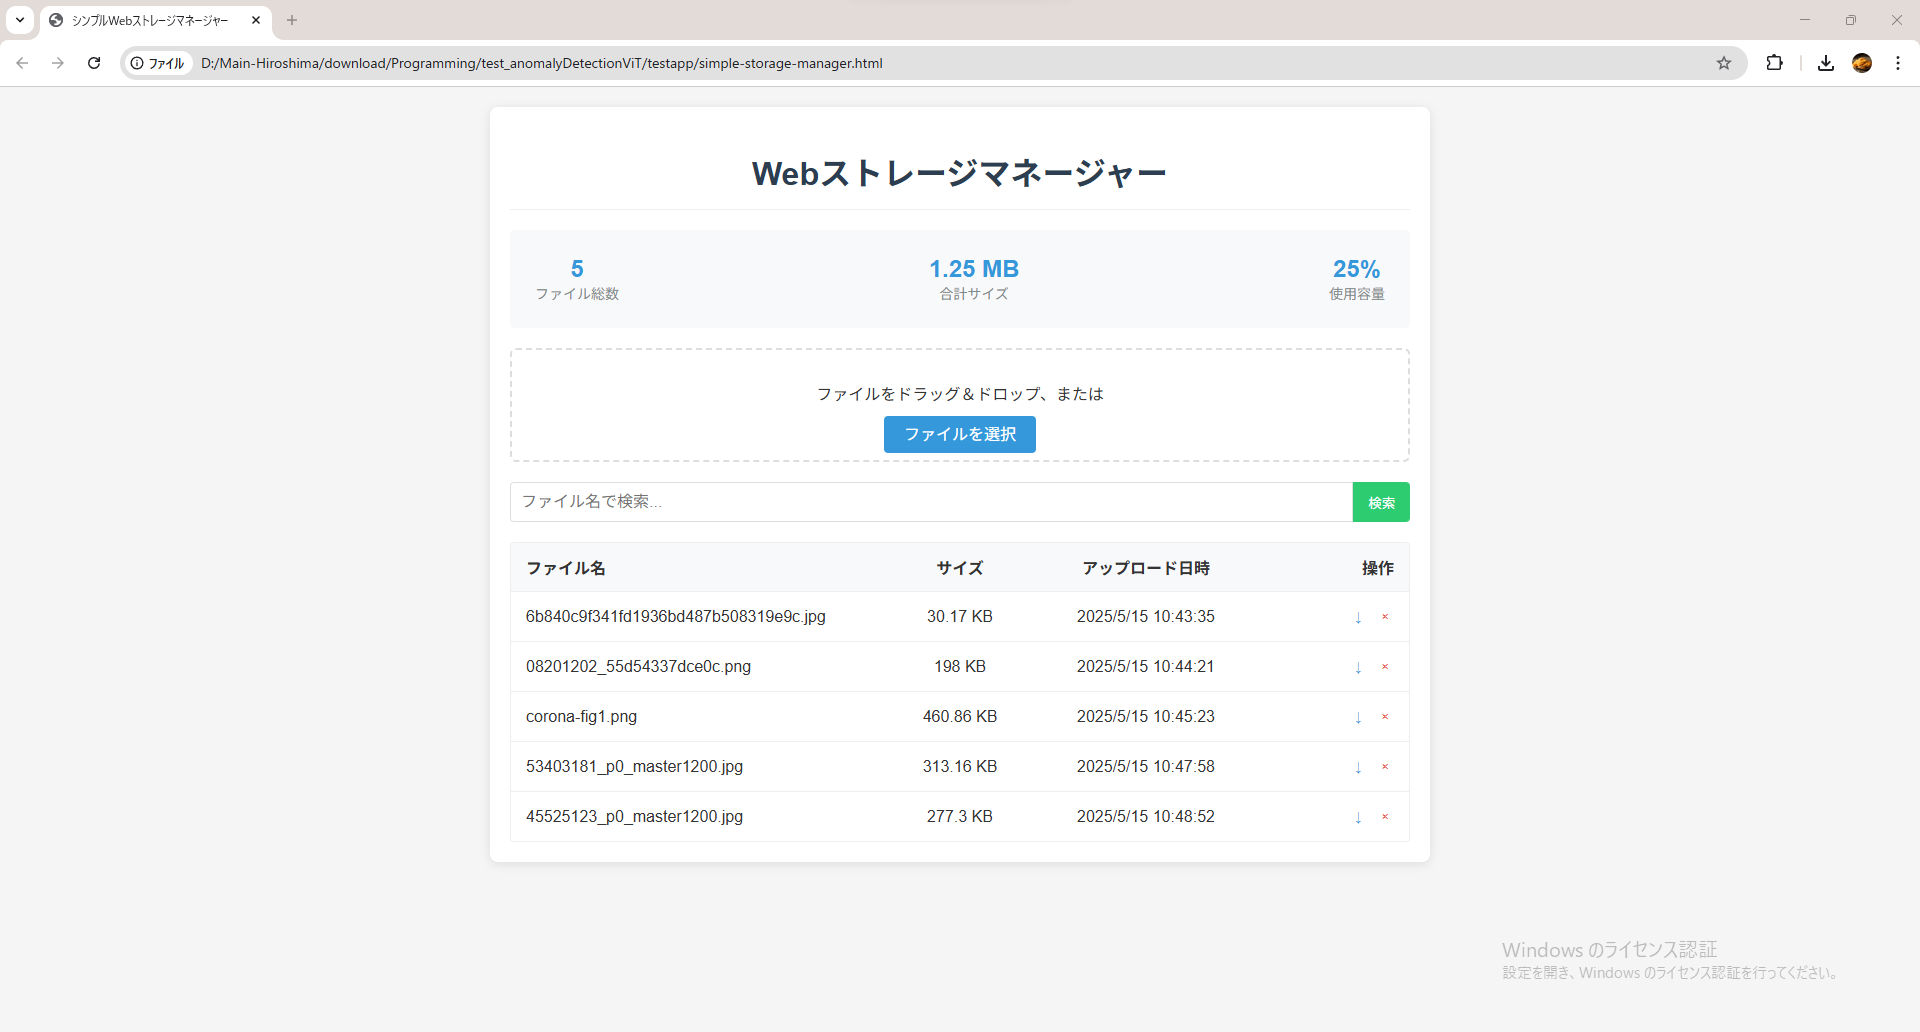 シンプルWebストレージマネージャー
ファイル D:/Main-Hiroshima/download/Programming/test_anomalyDetectionViT/testapp/simple-storage-manager.html
Webストレージマネージャー
5 1.25 MB 25%
ファイル総数 合計サイズ 使用容量
ファイルをドラッグ＆ドロップ、または
ファイルを選択
ファイル名で検索... 検索
ファイル名 サイズ アップロード日時 操作
6b840c9f341fd1936bd487b508319e9c.jpg 30.17 KB 2025/5/15 10:43:35 ↓ ×
08201202_55d54337dce0c.png 198 KB 2025/5/15 10:44:21 ↓ ×
corona-fig1.png 460.86 KB 2025/5/15 10:45:23 ↓ ×
53403181_p0_master1200.jpg 313.16 KB 2025/5/15 10:47:58 ↓ ×
45525123_p0_master1200.jpg 277.3 KB 2025/5/15 10:48:52 ↓ ×
Windows のライセンス認証
設定を開き、Windows のライセンス認証を行ってください。